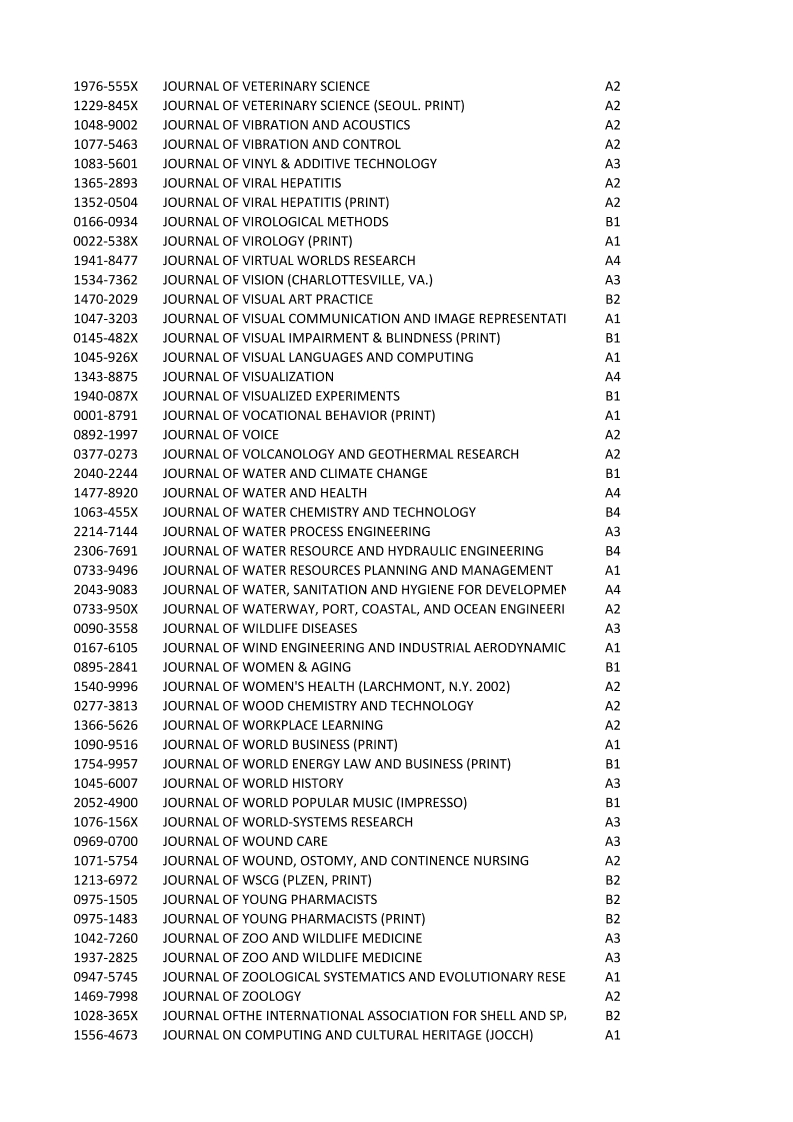 1976-555X JOURNAL OF VETERINARY SCIENCE A2
1229-845X JOURNAL OF VETERINARY SCIENCE (SEOUL. PRINT) A2
1048-9002 JOURNAL OF VIBRATION AND ACOUSTICS A2
1077-5463 JOURNAL OF VIBRATION AND CONTROL A2
1083-5601 JOURNAL OF VINYL & ADDITIVE TECHNOLOGY A3
1365-2893 JOURNAL OF VIRAL HEPATITIS A2
1352-0504 JOURNAL OF VIRAL HEPATITIS (PRINT) A2
0166-0934 JOURNAL OF VIROLOGICAL METHODS B1
0022-538X JOURNAL OF VIROLOGY (PRINT) A1
1941-8477 JOURNAL OF VIRTUAL WORLDS RESEARCH A4
1534-7362 JOURNAL OF VISION (CHARLOTTESVILLE, VA.) A3
1470-2029 JOURNAL OF VISUAL ART PRACTICE B2
1047-3203 JOURNAL OF VISUAL COMMUNICATION AND IMAGE REPRESENTATI A1
0145-482X JOURNAL OF VISUAL IMPAIRMENT & BLINDNESS (PRINT) B1
1045-926X JOURNAL OF VISUAL LANGUAGES AND COMPUTING A1
1343-8875 JOURNAL OF VISUALIZATION A4
1940-087X JOURNAL OF VISUALIZED EXPERIMENTS B1
0001-8791 JOURNAL OF VOCATIONAL BEHAVIOR (PRINT) A1
0892-1997 JOURNAL OF VOICE A2
0377-0273 JOURNAL OF VOLCANOLOGY AND GEOTHERMAL RESEARCH A2
2040-2244 JOURNAL OF WATER AND CLIMATE CHANGE B1
1477-8920 JOURNAL OF WATER AND HEALTH A4
1063-455X JOURNAL OF WATER CHEMISTRY AND TECHNOLOGY B4
2214-7144 JOURNAL OF WATER PROCESS ENGINEERING A3
2306-7691 JOURNAL OF WATER RESOURCE AND HYDRAULIC ENGINEERING B4
0733-9496 JOURNAL OF WATER RESOURCES PLANNING AND MANAGEMENT A1
2043-9083 JOURNAL OF WATER, SANITATION AND HYGIENE FOR DEVELOPMEN A4
0733-950X JOURNAL OF WATERWAY, PORT, COASTAL, AND OCEAN ENGINEERI A2
0090-3558 JOURNAL OF WILDLIFE DISEASES A3
0167-6105 JOURNAL OF WIND ENGINEERING AND INDUSTRIAL AERODYNAMIC A1
0895-2841 JOURNAL OF WOMEN & AGING B1
1540-9996 JOURNAL OF WOMEN'S HEALTH (LARCHMONT, N.Y. 2002) A2
0277-3813 JOURNAL OF WOOD CHEMISTRY AND TECHNOLOGY A2
1366-5626 JOURNAL OF WORKPLACE LEARNING A2
1090-9516 JOURNAL OF WORLD BUSINESS (PRINT) A1
1754-9957 JOURNAL OF WORLD ENERGY LAW AND BUSINESS (PRINT) B1
1045-6007 JOURNAL OF WORLD HISTORY A3
2052-4900 JOURNAL OF WORLD POPULAR MUSIC (IMPRESSO) B1
1076-156X JOURNAL OF WORLD-SYSTEMS RESEARCH A3
0969-0700 JOURNAL OF WOUND CARE A3
1071-5754 JOURNAL OF WOUND, OSTOMY, AND CONTINENCE NURSING A2
1213-6972 JOURNAL OF WSCG (PLZEN, PRINT) B2
0975-1505 JOURNAL OF YOUNG PHARMACISTS B2
0975-1483 JOURNAL OF YOUNG PHARMACISTS (PRINT) B2
1042-7260 JOURNAL OF ZOO AND WILDLIFE MEDICINE A3
1937-2825 JOURNAL OF ZOO AND WILDLIFE MEDICINE A3
0947-5745 JOURNAL OF ZOOLOGICAL SYSTEMATICS AND EVOLUTIONARY RESE A1
1469-7998 JOURNAL OF ZOOLOGY A2
1028-365X JOURNAL OFTHE INTERNATIONAL ASSOCIATION FOR SHELL AND SPA B2
1556-4673 JOURNAL ON COMPUTING AND CULTURAL HERITAGE (JOCCH) A1